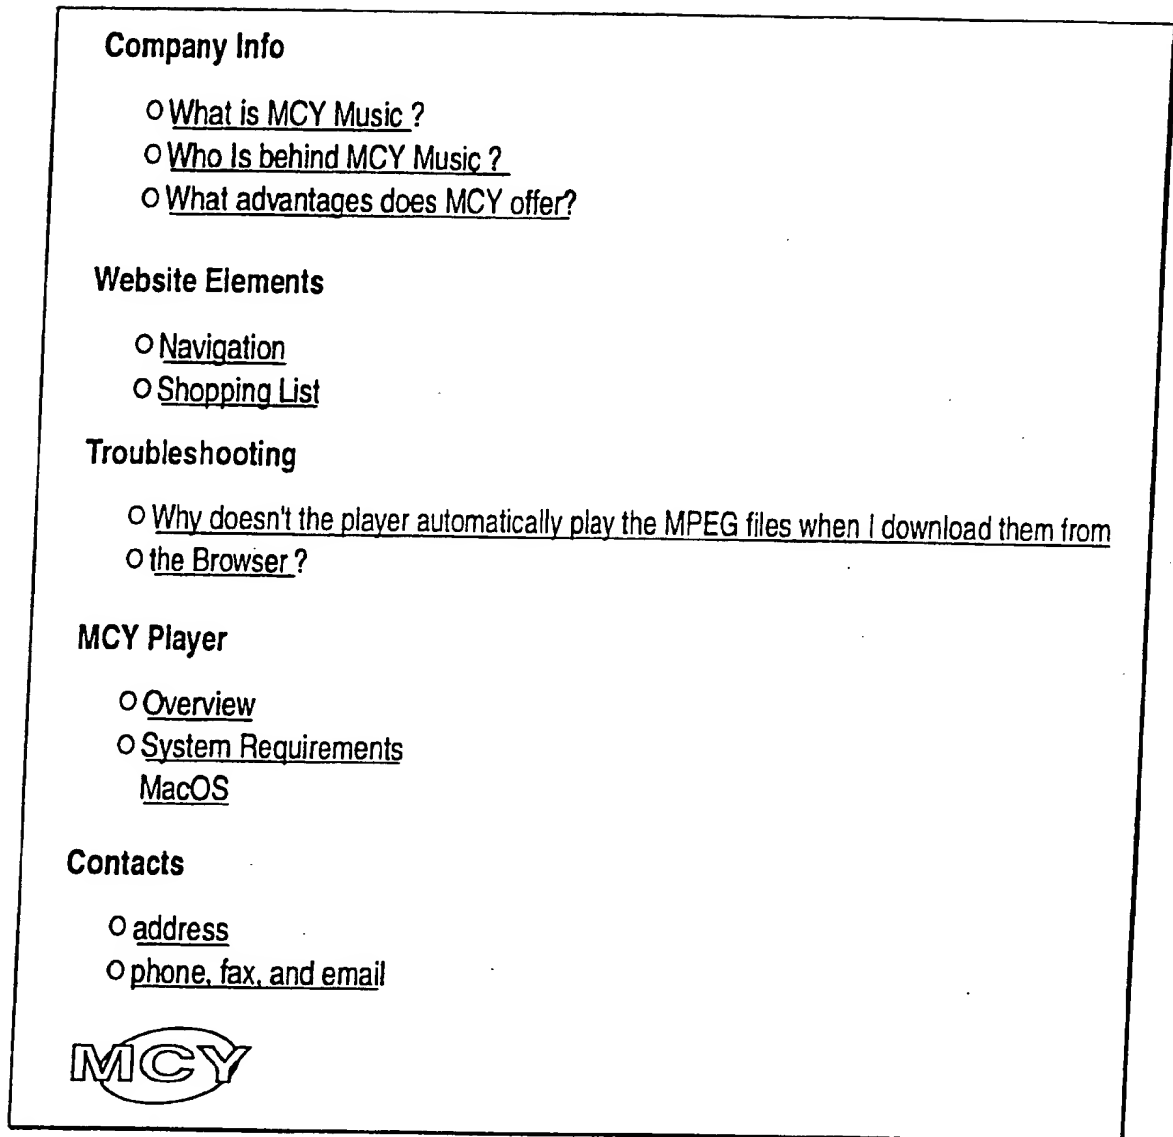 Company Info
O What is MCY Music ?
O Who Is behind MCY Music ?
O What advantages does MCY offer?
Website Elements
O Navigation
O Shopping List
Troubleshooting
O Why doesn't the player automatically play the MPEG files when I download them from
O the Browser ?
MCY Player
O Overview
O System Requirements
MacOS
Contacts
O address
O phone, fax, and email
MCY